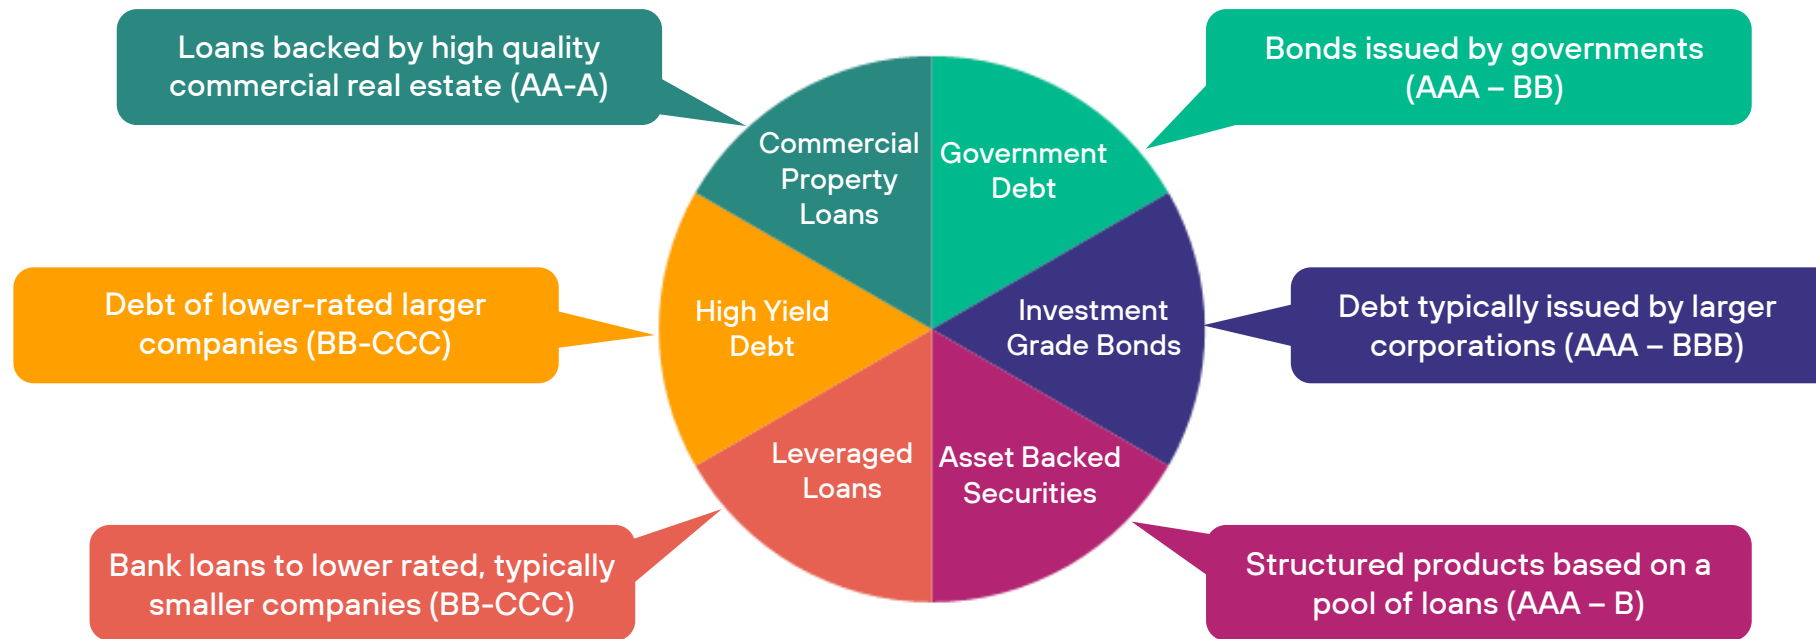 Loans backed by high quality
commercial real estate (AA-A)
Bonds issued by governments
(AAA – BB)
Commercial
Property
Loans
Government
Debt
Debt of lower-rated larger
companies (BB-CCC)
High Yield
Debt
Investment
Grade Bonds
Debt typically issued by larger
corporations (AAA – BBB)
Leveraged
Loans
Asset Backed
Securities
Bank loans to lower rated, typically
smaller companies (BB-CCC)
Structured products based on a
pool of loans (AAA – B)